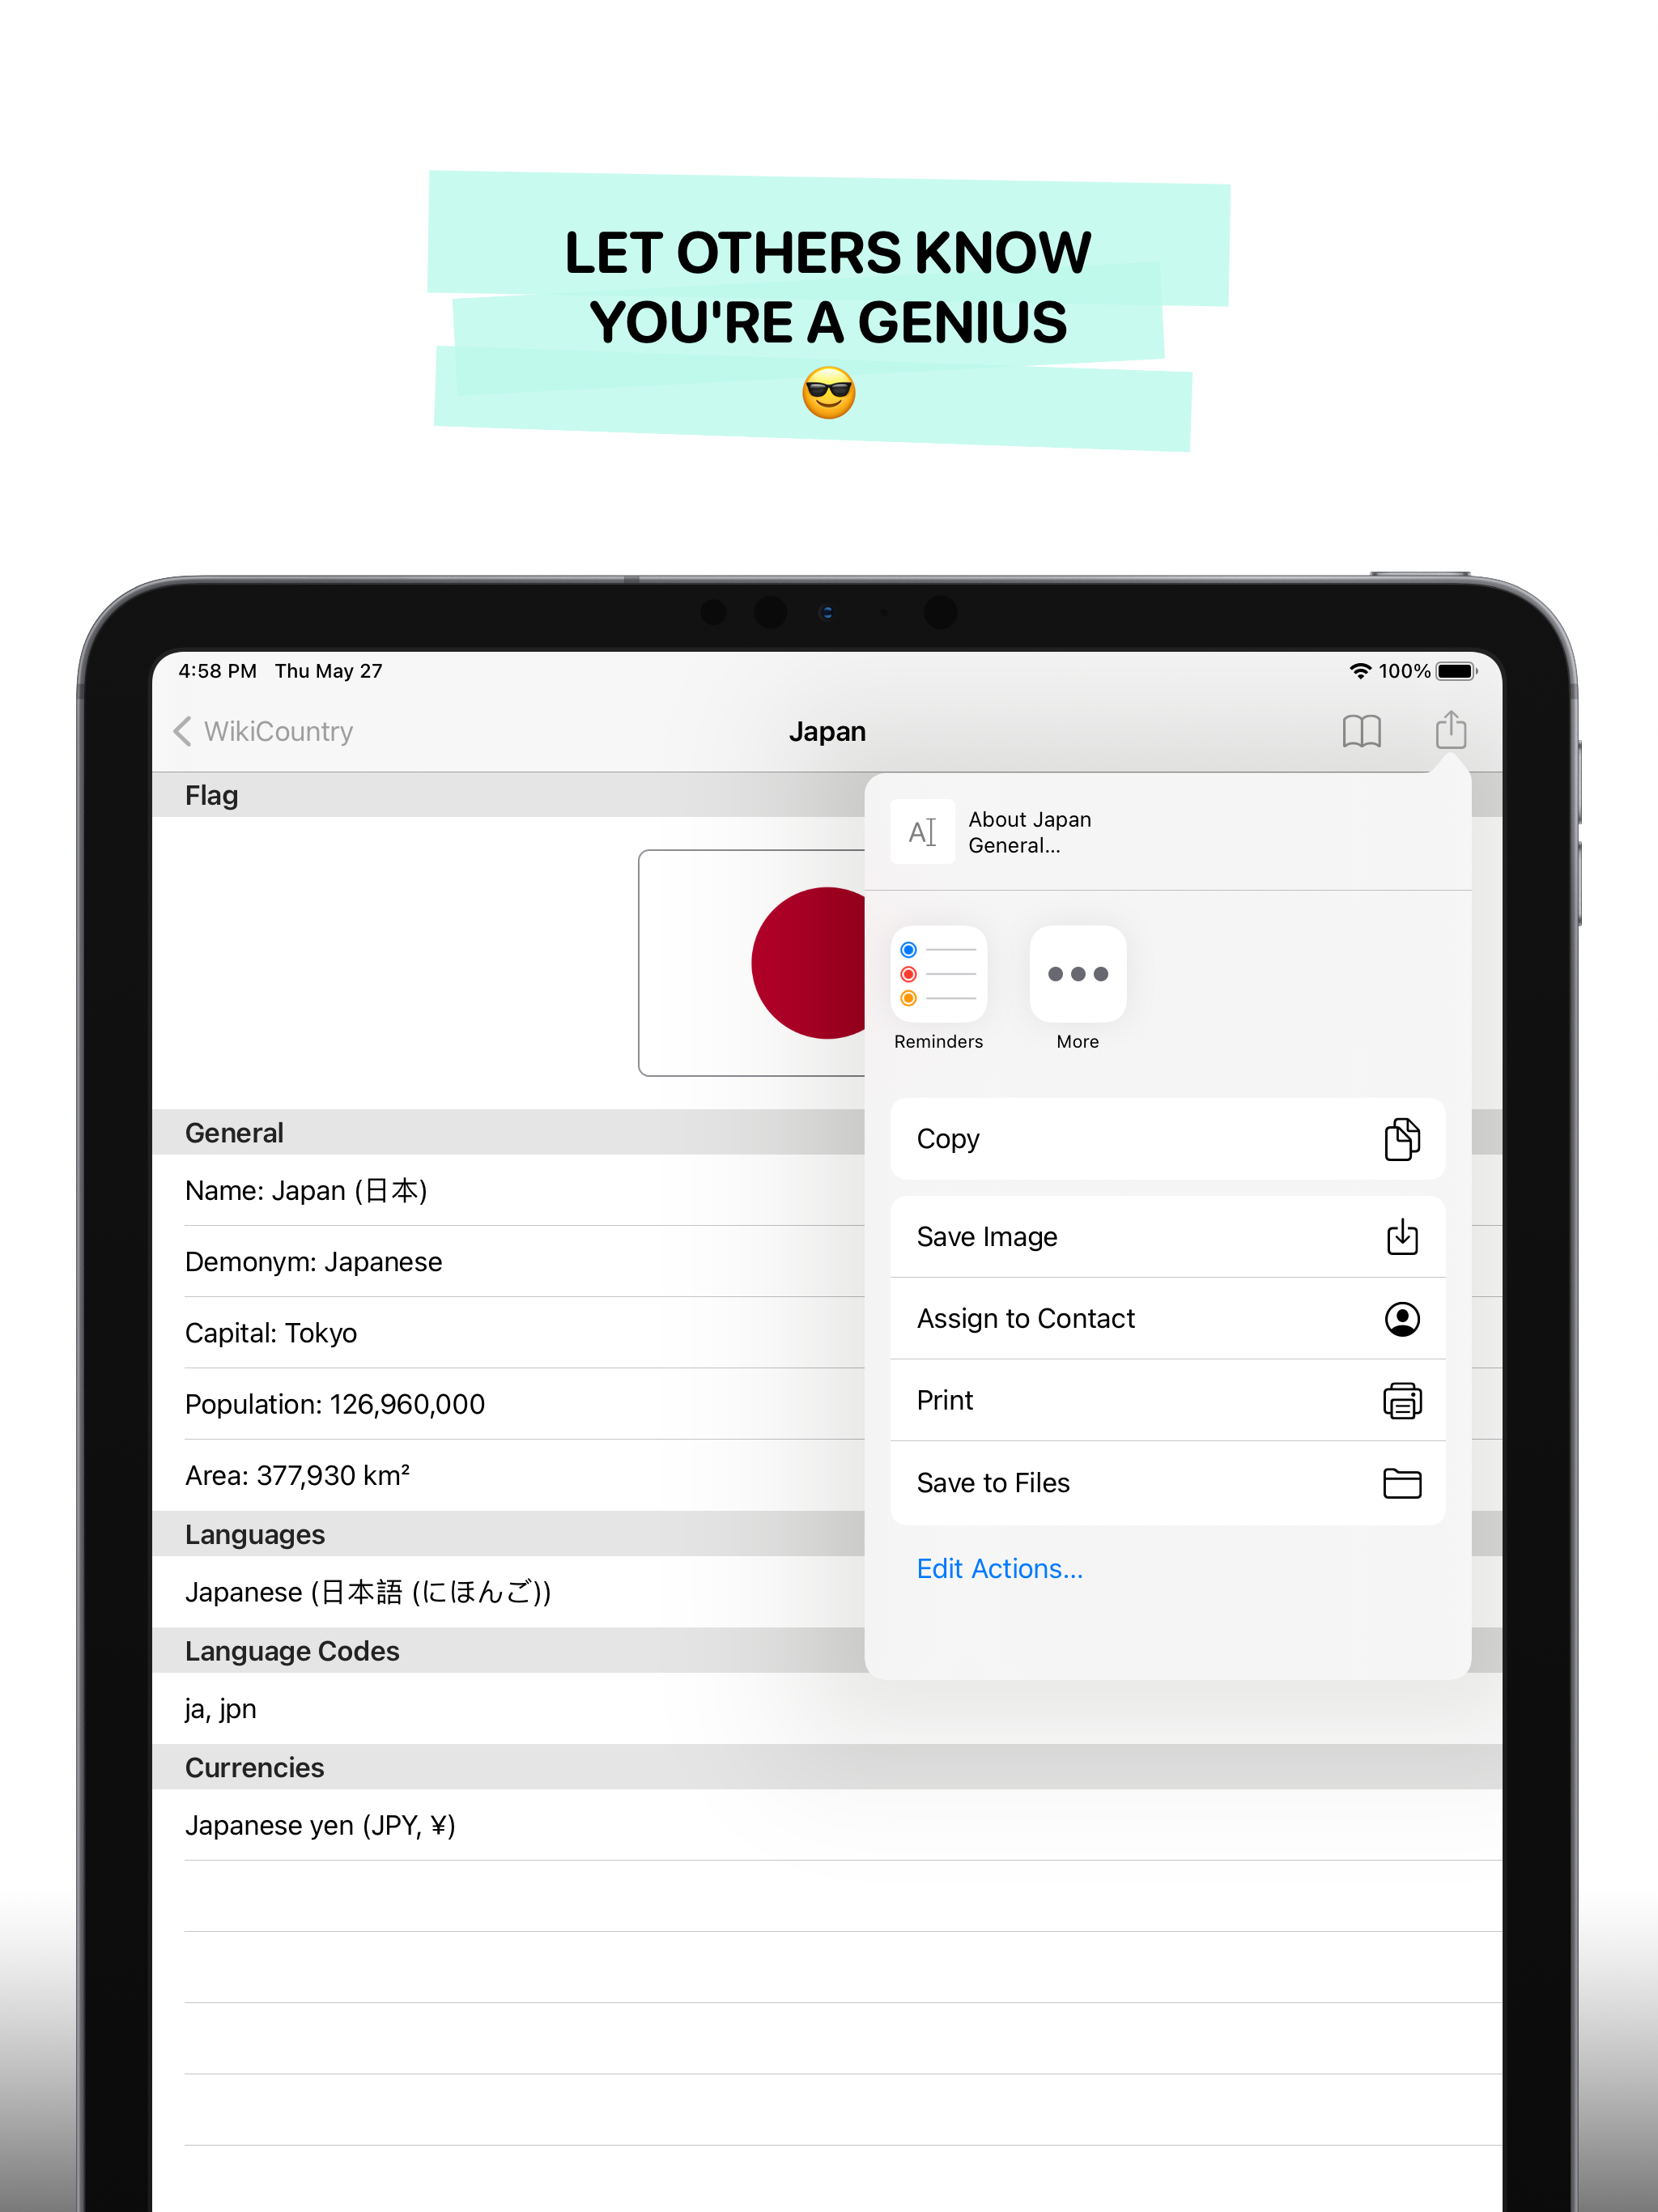 LET OTHERS KNOW
YOU'RE A GENIUS
😎
4:58 PM Thu May 27 100%
WikiCountry Japan
Flag
About Japan
General...
Reminders More
Copy
Save Image
Assign to Contact
Print
Save to Files
Edit Actions...
General
Name: Japan (日本)
Demonym: Japanese
Capital: Tokyo
Population: 126,960,000
Area: 377,930 km²
Languages
Japanese (日本語 (にほんご))
Language Codes
ja, jpn
Currencies
Japanese yen (JPY, ¥)